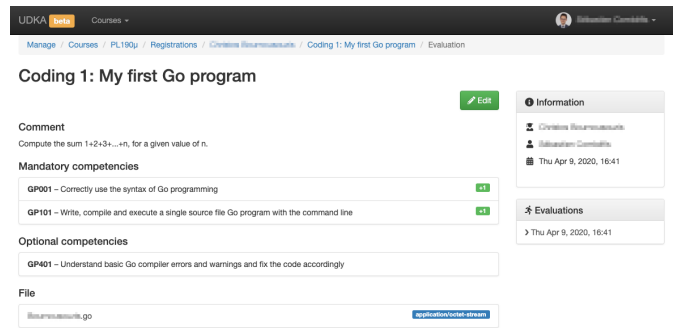 UDKA beta Courses
Manage / Courses / PL190μ / Registrations / / Coding 1: My first Go program / Evaluation
Coding 1: My first Go program
Edit
Comment
Compute the sum 1+2+3+...+n, for a given value of n.
Mandatory competencies
GP001 – Correctly use the syntax of Go programming +1
GP101 – Write, compile and execute a single source file Go program with the command line +1
Optional competencies
GP401 – Understand basic Go compiler errors and warnings and fix the code accordingly
File
.go application/octet-stream
Information
Thu Apr 9, 2020, 16:41
Evaluations
Thu Apr 9, 2020, 16:41